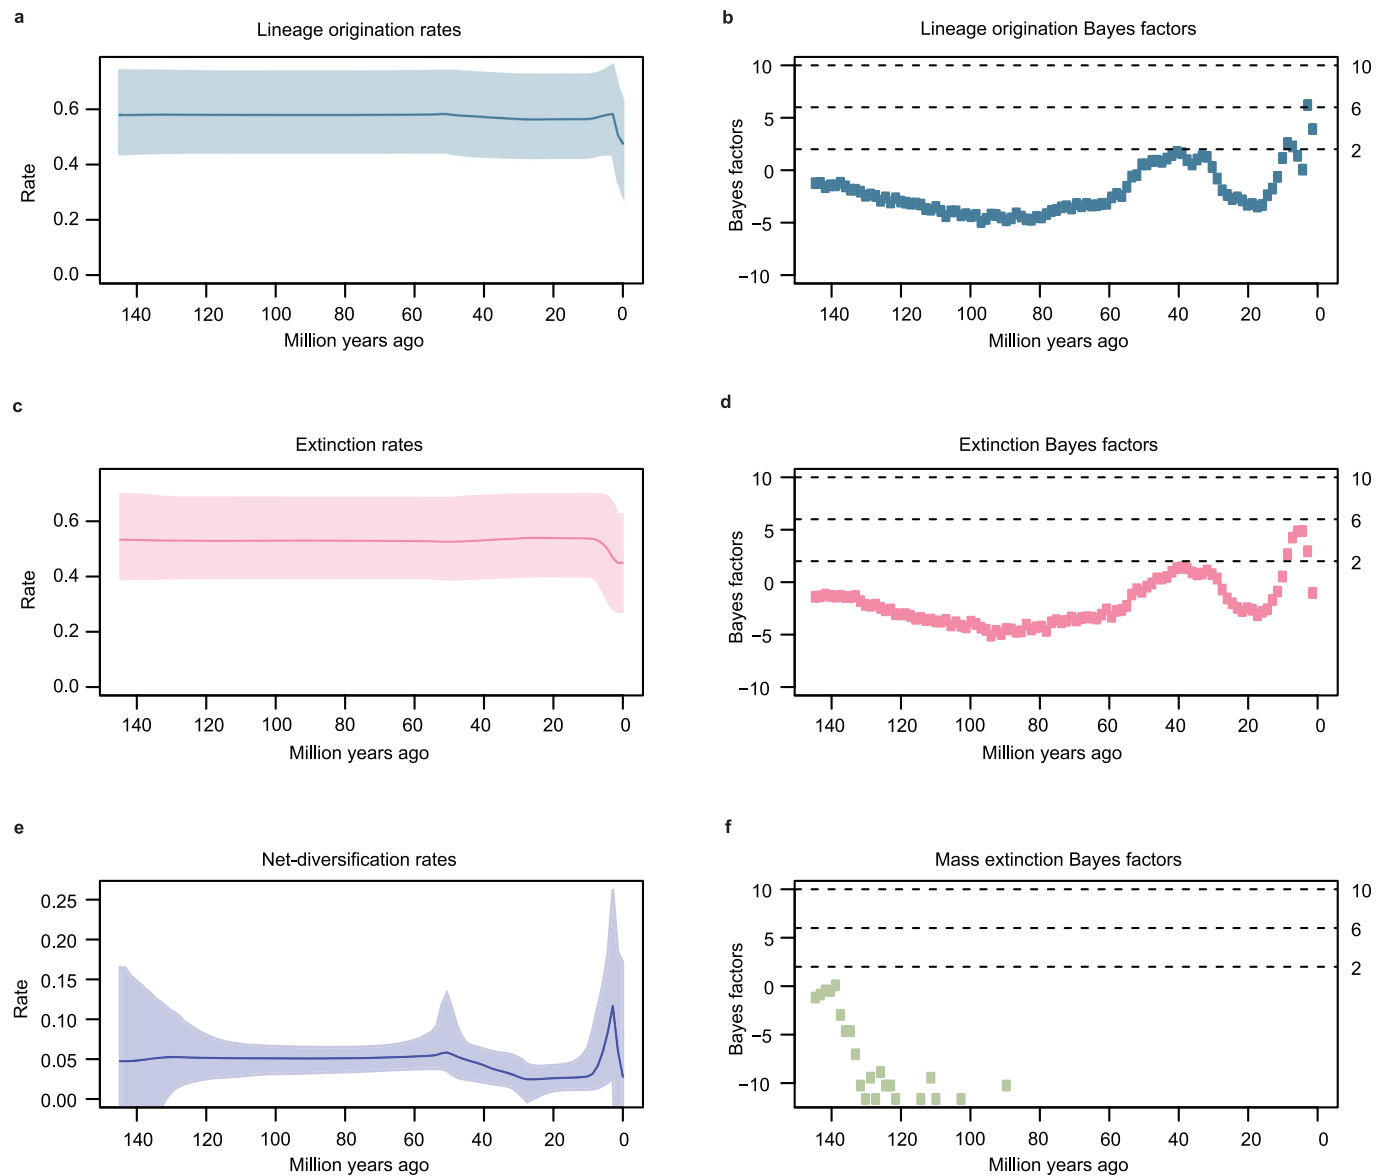 a
Lineage origination rates
0.6
0.4
0.2
0.0
Rate
140 120 100 80 60 40 20 0
Million years ago
b
Lineage origination Bayes factors
10
5
0
−5
−10
Bayes factors
10
6
2
140 120 100 80 60 40 20 0
Million years ago
c
Extinction rates
0.6
0.4
0.2
0.0
Rate
140 120 100 80 60 40 20 0
Million years ago
d
Extinction Bayes factors
10
5
0
−5
−10
Bayes factors
10
6
2
140 120 100 80 60 40 20 0
Million years ago
e
Net-diversification rates
0.25
0.20
0.15
0.10
0.05
0.00
Rate
140 120 100 80 60 40 20 0
Million years ago
f
Mass extinction Bayes factors
10
5
0
−5
−10
Bayes factors
10
6
2
140 120 100 80 60 40 20 0
Million years ago